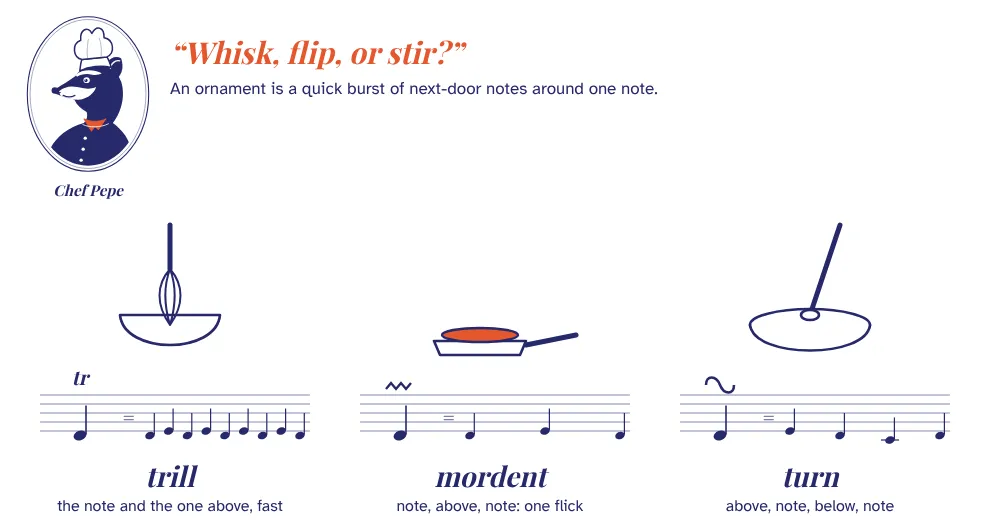 “Whisk, flip, or stir?”
An ornament is a quick burst of next-door notes around one note.
Chef Pepe
tr
trill
the note and the one above, fast
mordent
note, above, note: one flick
turn
above, note, below, note